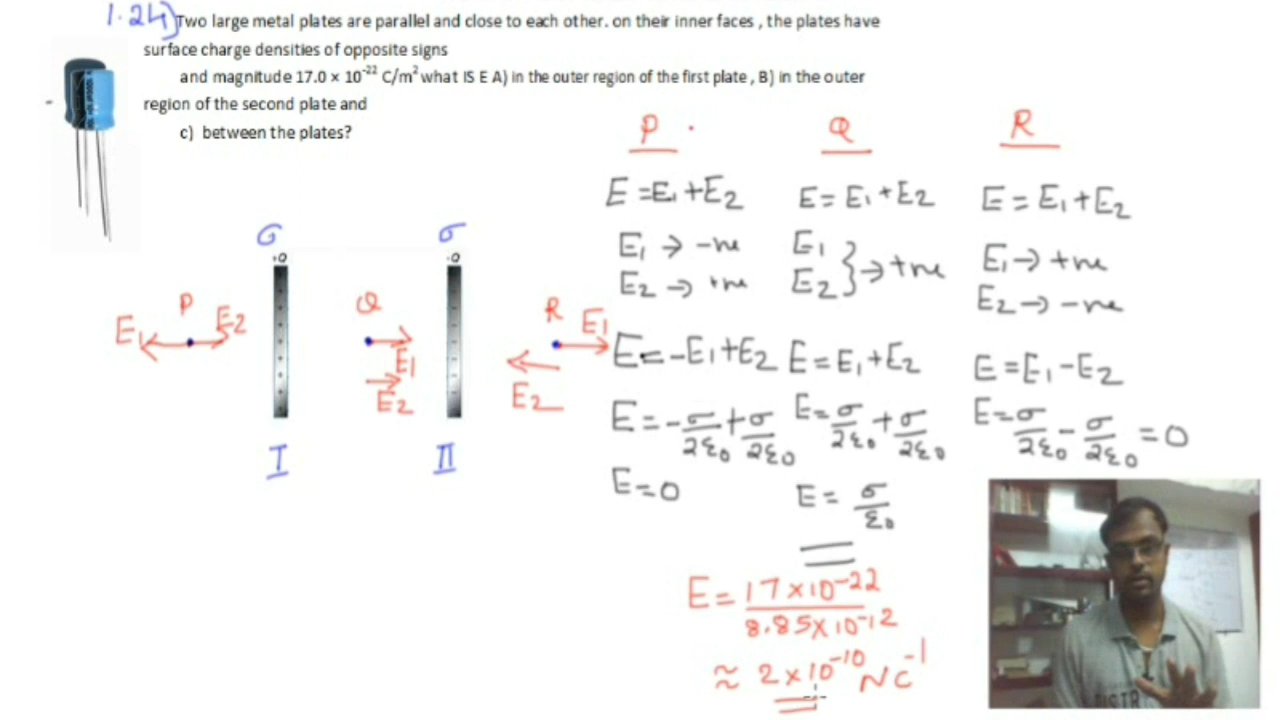 1.24) Two large metal plates are parallel and close to each other. on their inner faces , the plates have
surface charge densities of opposite signs
and magnitude 17.0 × 10⁻²² C/m² what IS E A) in the outer region of the first plate , B) in the outer
region of the second plate and
c) between the plates?
P
E = E₁ + E₂
E₁ → -ve
E₂ → +ve
E = -E₁ + E₂
E = -σ/2ε₀ + σ/2ε₀
E = 0
Q
E = E₁ + E₂
E₁ E₂ } → +ve
E = E₁ + E₂
E = σ/2ε₀ + σ/2ε₀
E = σ/ε₀
E = 17 × 10⁻²² / 8.85 × 10⁻¹²
≈ 2 × 10⁻¹⁰ N C⁻¹
R
E = E₁ + E₂
E₁ → +ve
E₂ → -ve
E = E₁ - E₂
E = σ/2ε₀ - σ/2ε₀ = 0
σ σ
+σ -σ
P Q R
E₁ E₂ E₁ E₁
E₂ E₂
I II